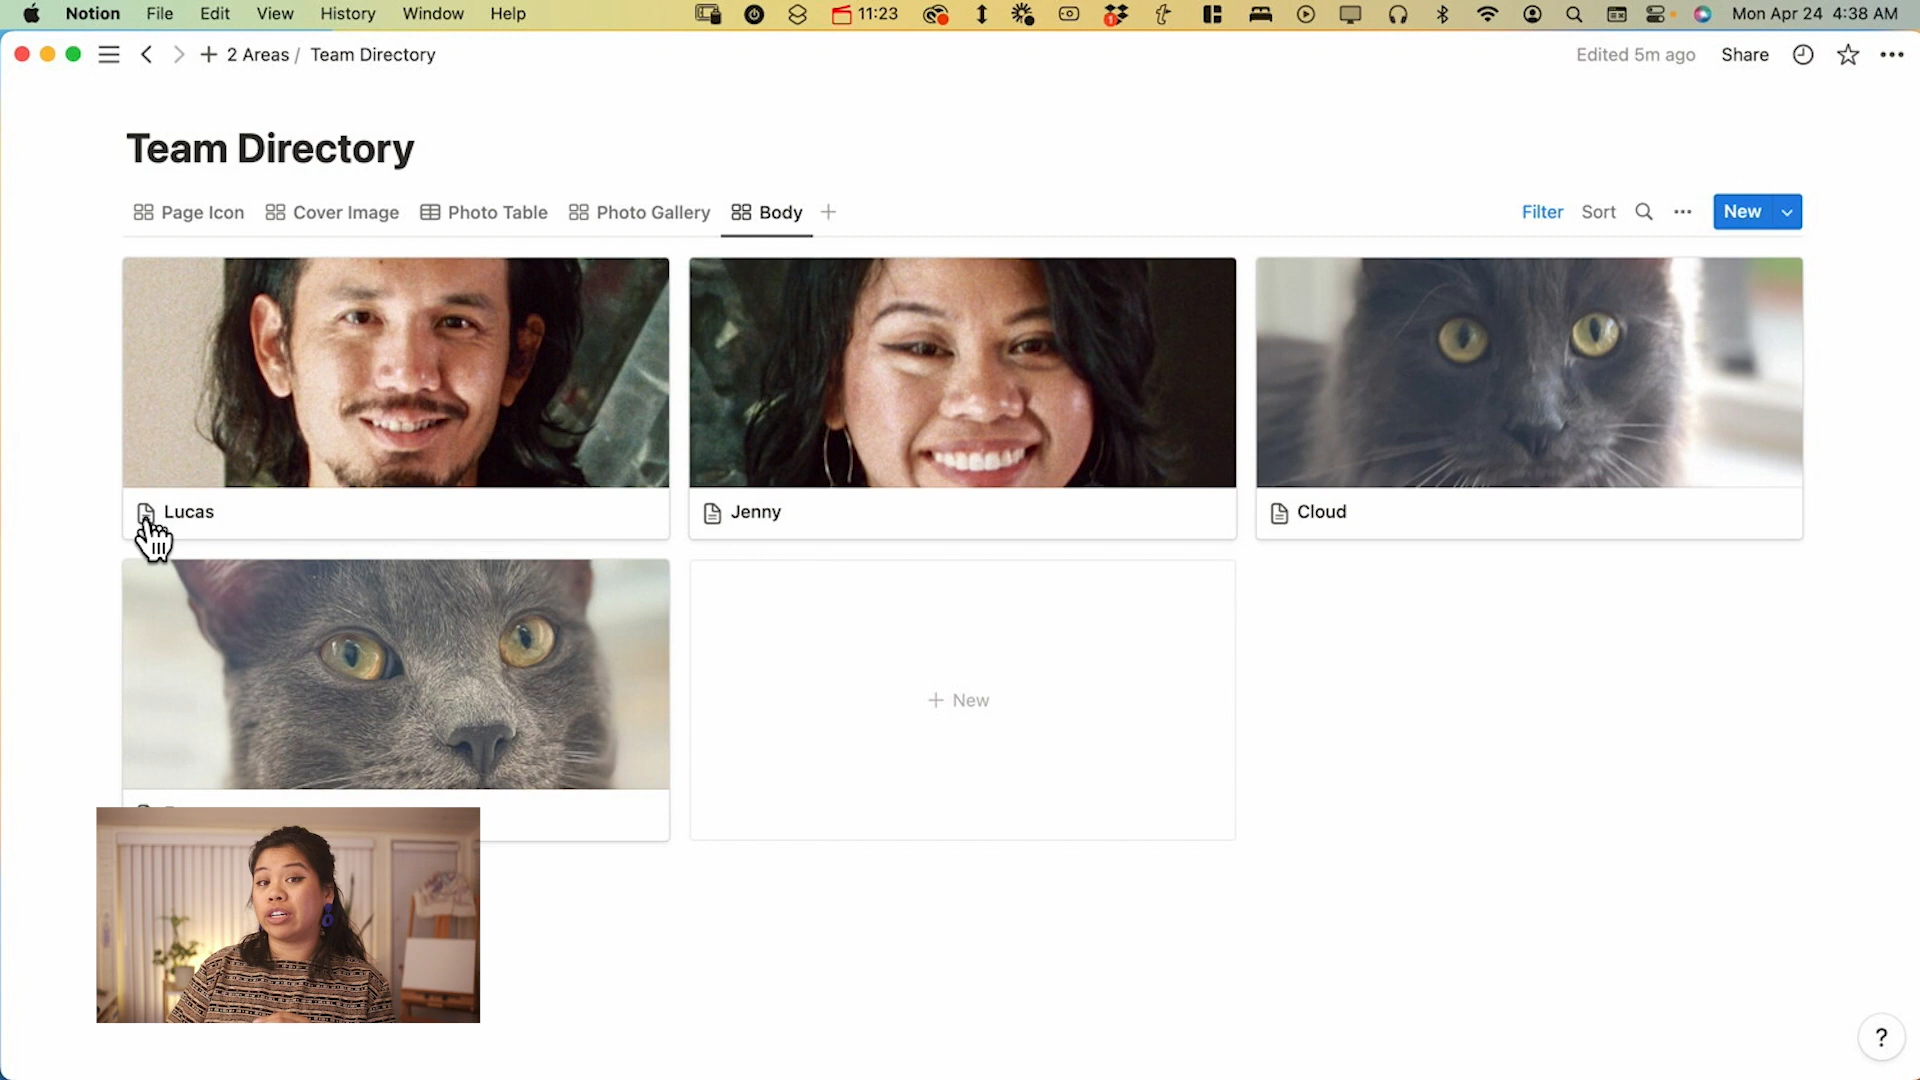 Notion File Edit View History Window Help 11:23 1 Mon Apr 24 4:38 AM
2 Areas / Team Directory Edited 5m ago Share
Team Directory
Page Icon Cover Image Photo Table Photo Gallery Body Filter Sort New
Lucas Jenny Cloud
+ New
?